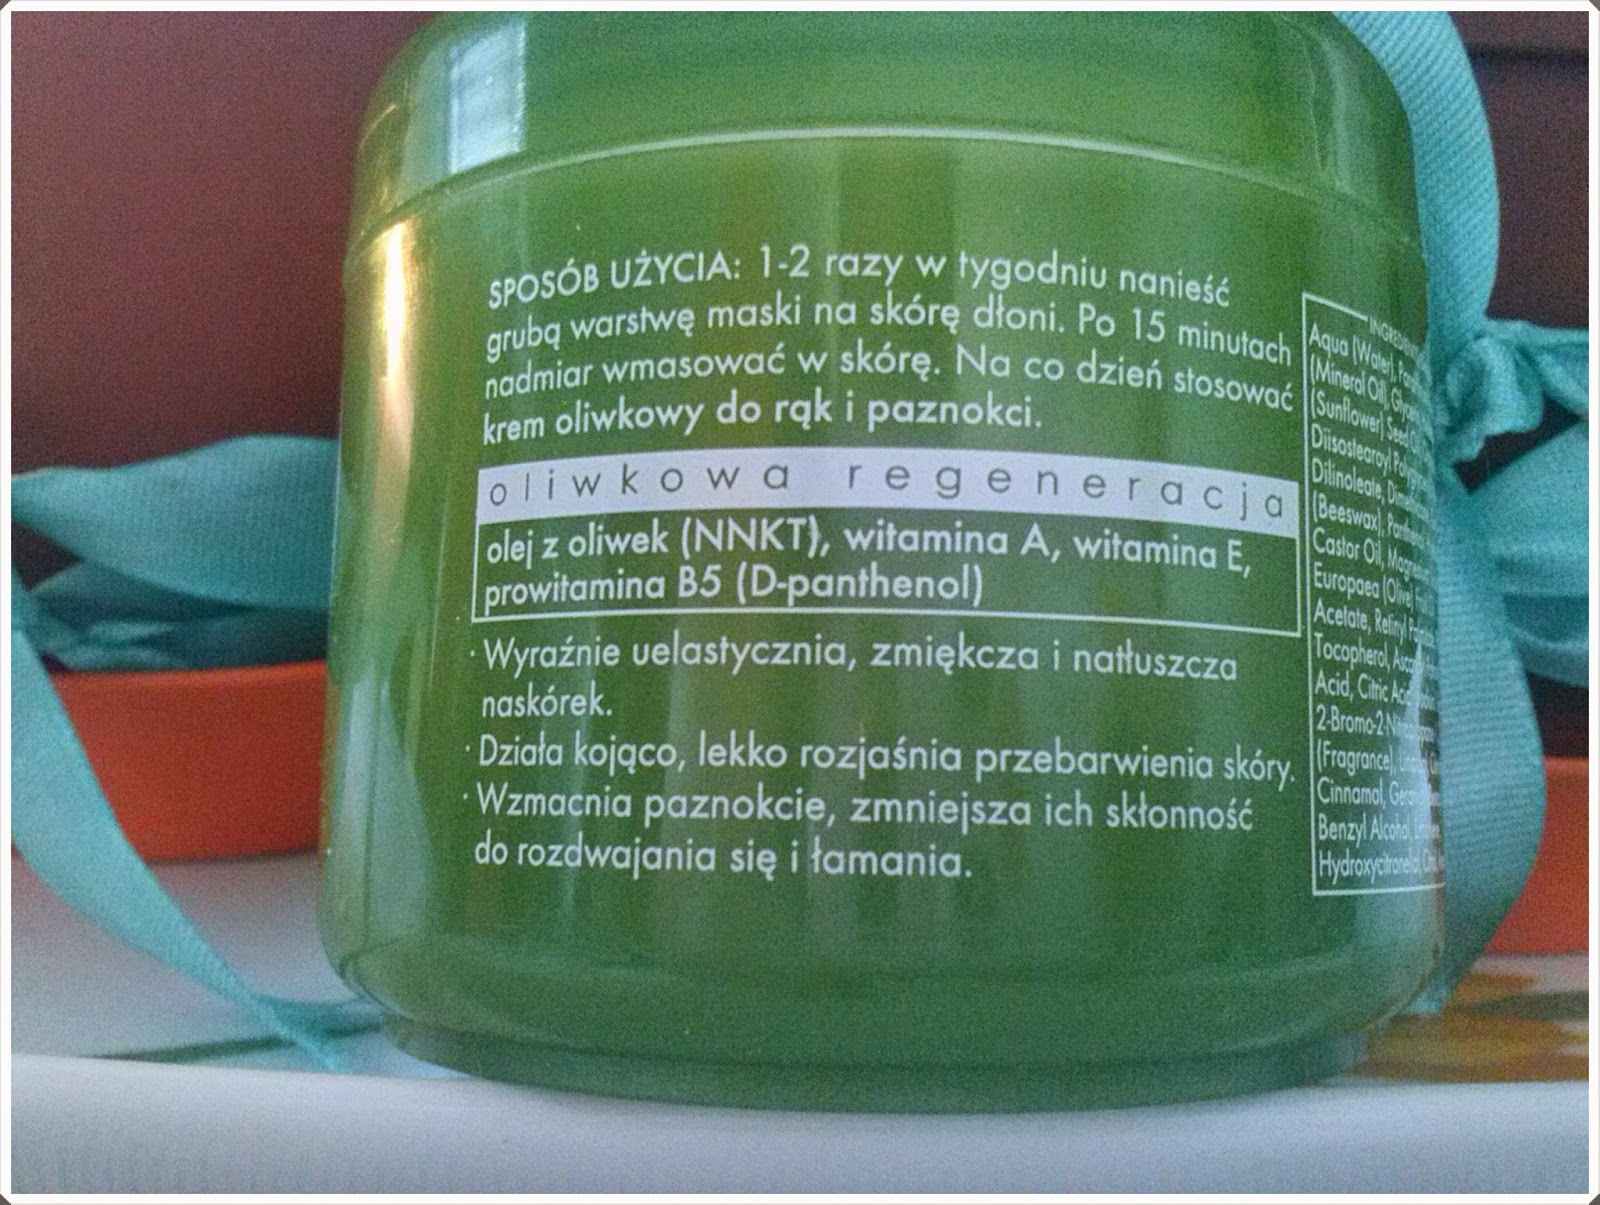 SPOSÓB UŻYCIA: 1-2 razy w tygodniu nanieść
grubą warstwę maski na skórę dłoni. Po 15 minutach
nadmiar wmasować w skórę. Na co dzień stosować
krem oliwkowy do rąk i paznokci.
oliwkowa regeneracja
olej z oliwek (NNKT), witamina A, witamina E,
prowitamina B5 (D-panthenol)
· Wyraźnie uelastycznia, zmiękcza i natłuszcza
naskórek.
· Działa kojąco, lekko rozjaśnia przebarwienia skóry.
· Wzmacnia paznokcie, zmniejsza ich skłonność
do rozdwajania się i łamania.
Aqua (Water),
(Mineral Oil),
(Sunflower) Seed
Diisostearoyl
Dilinoleate,
(Beeswax),
Castor Oil,
Europaea (Olive)
Acetate, Retinyl
Tocopherol,
Acid, Citric
(Fragrance),
Cinnamal,
Benzyl Alcohol,